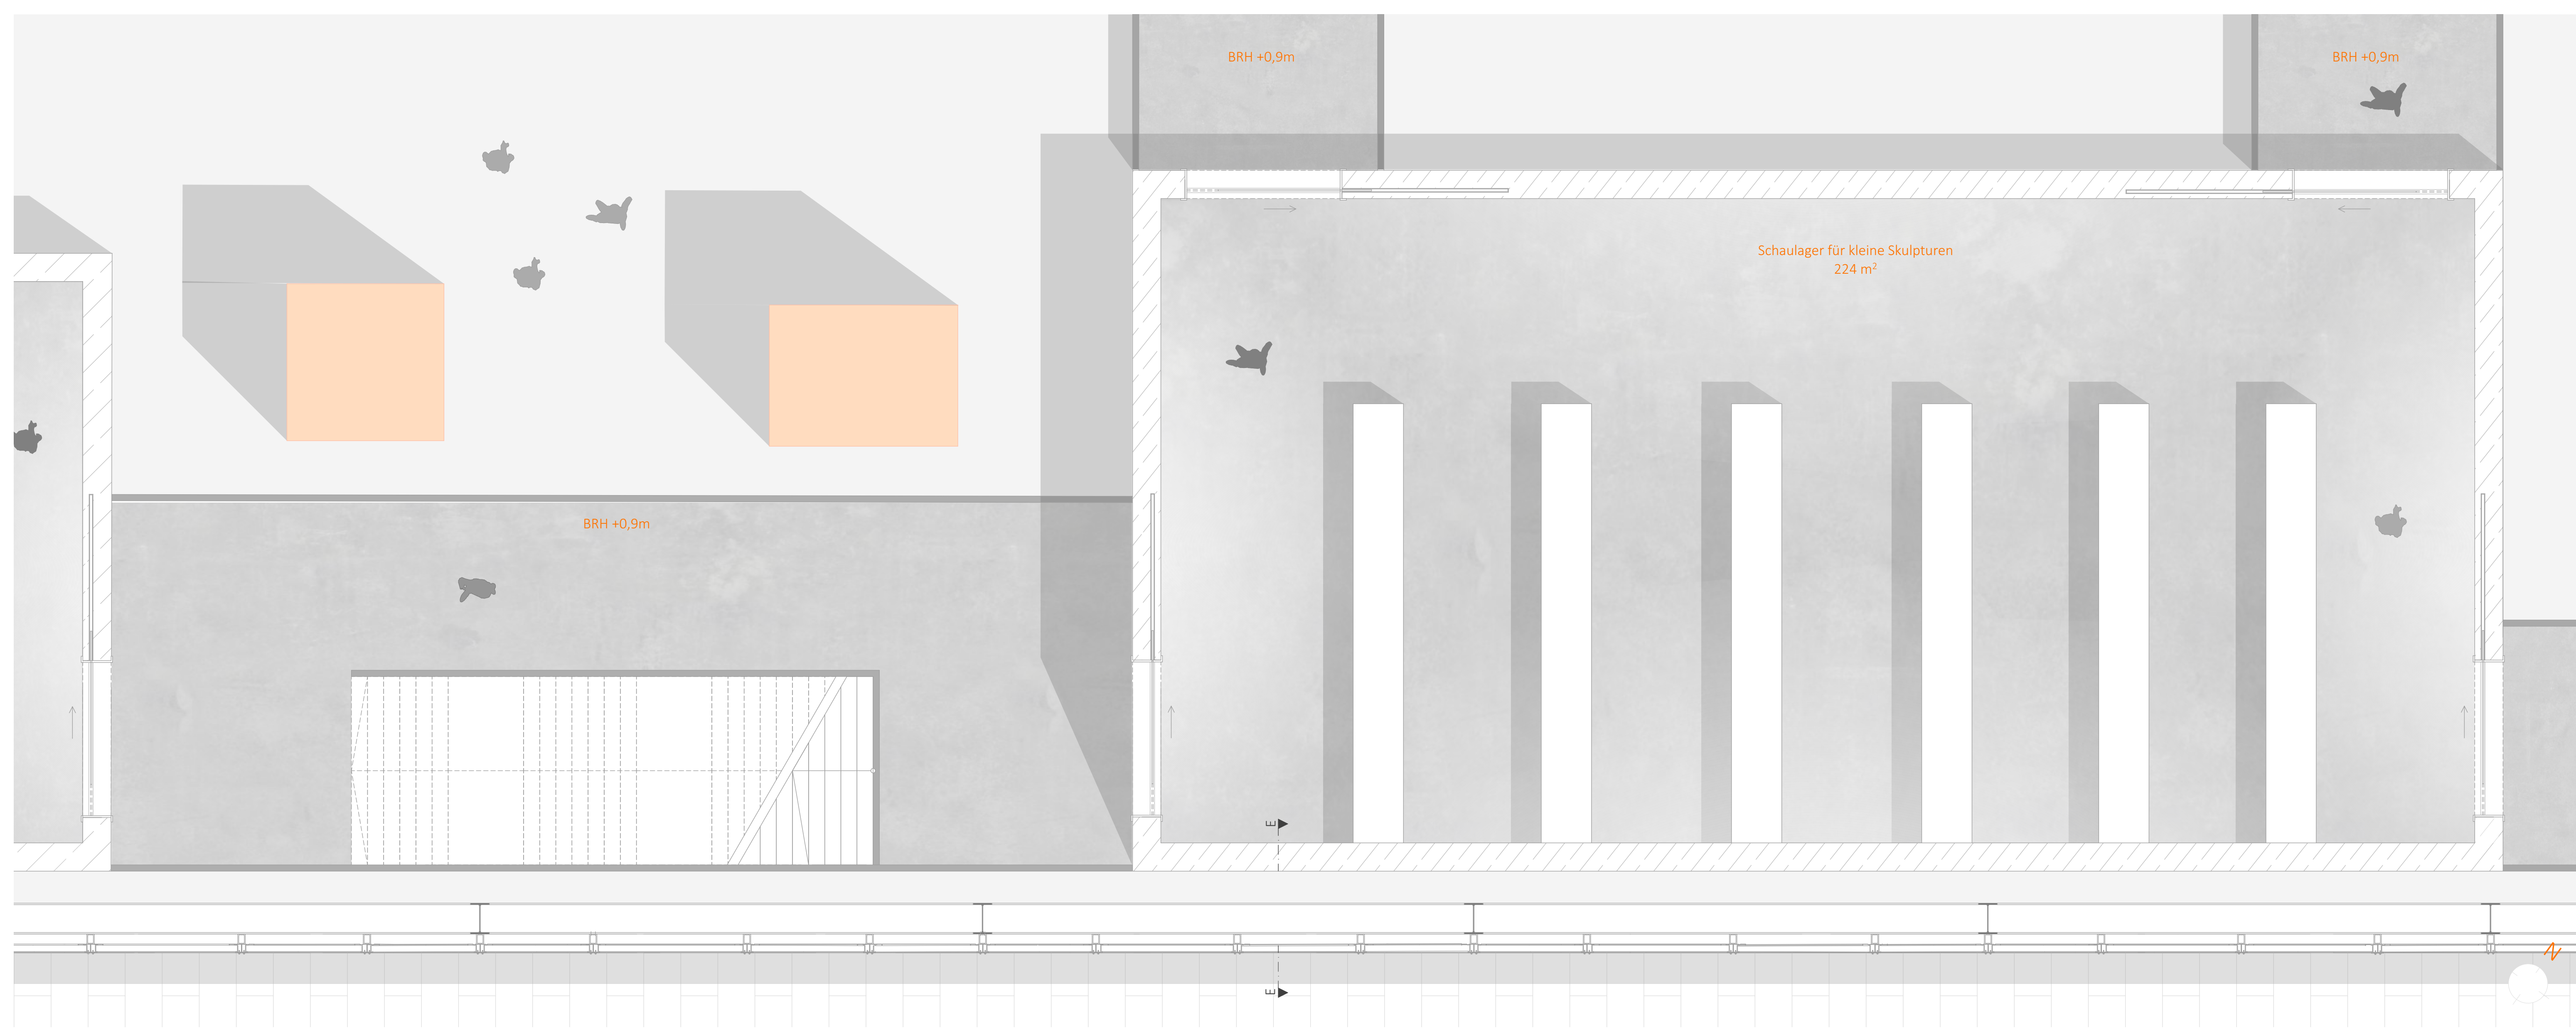 BRH +0,9m
BRH +0,9m
Schaulager für kleine Skulpturen
224 m²
BRH +0,9m
E
E
N